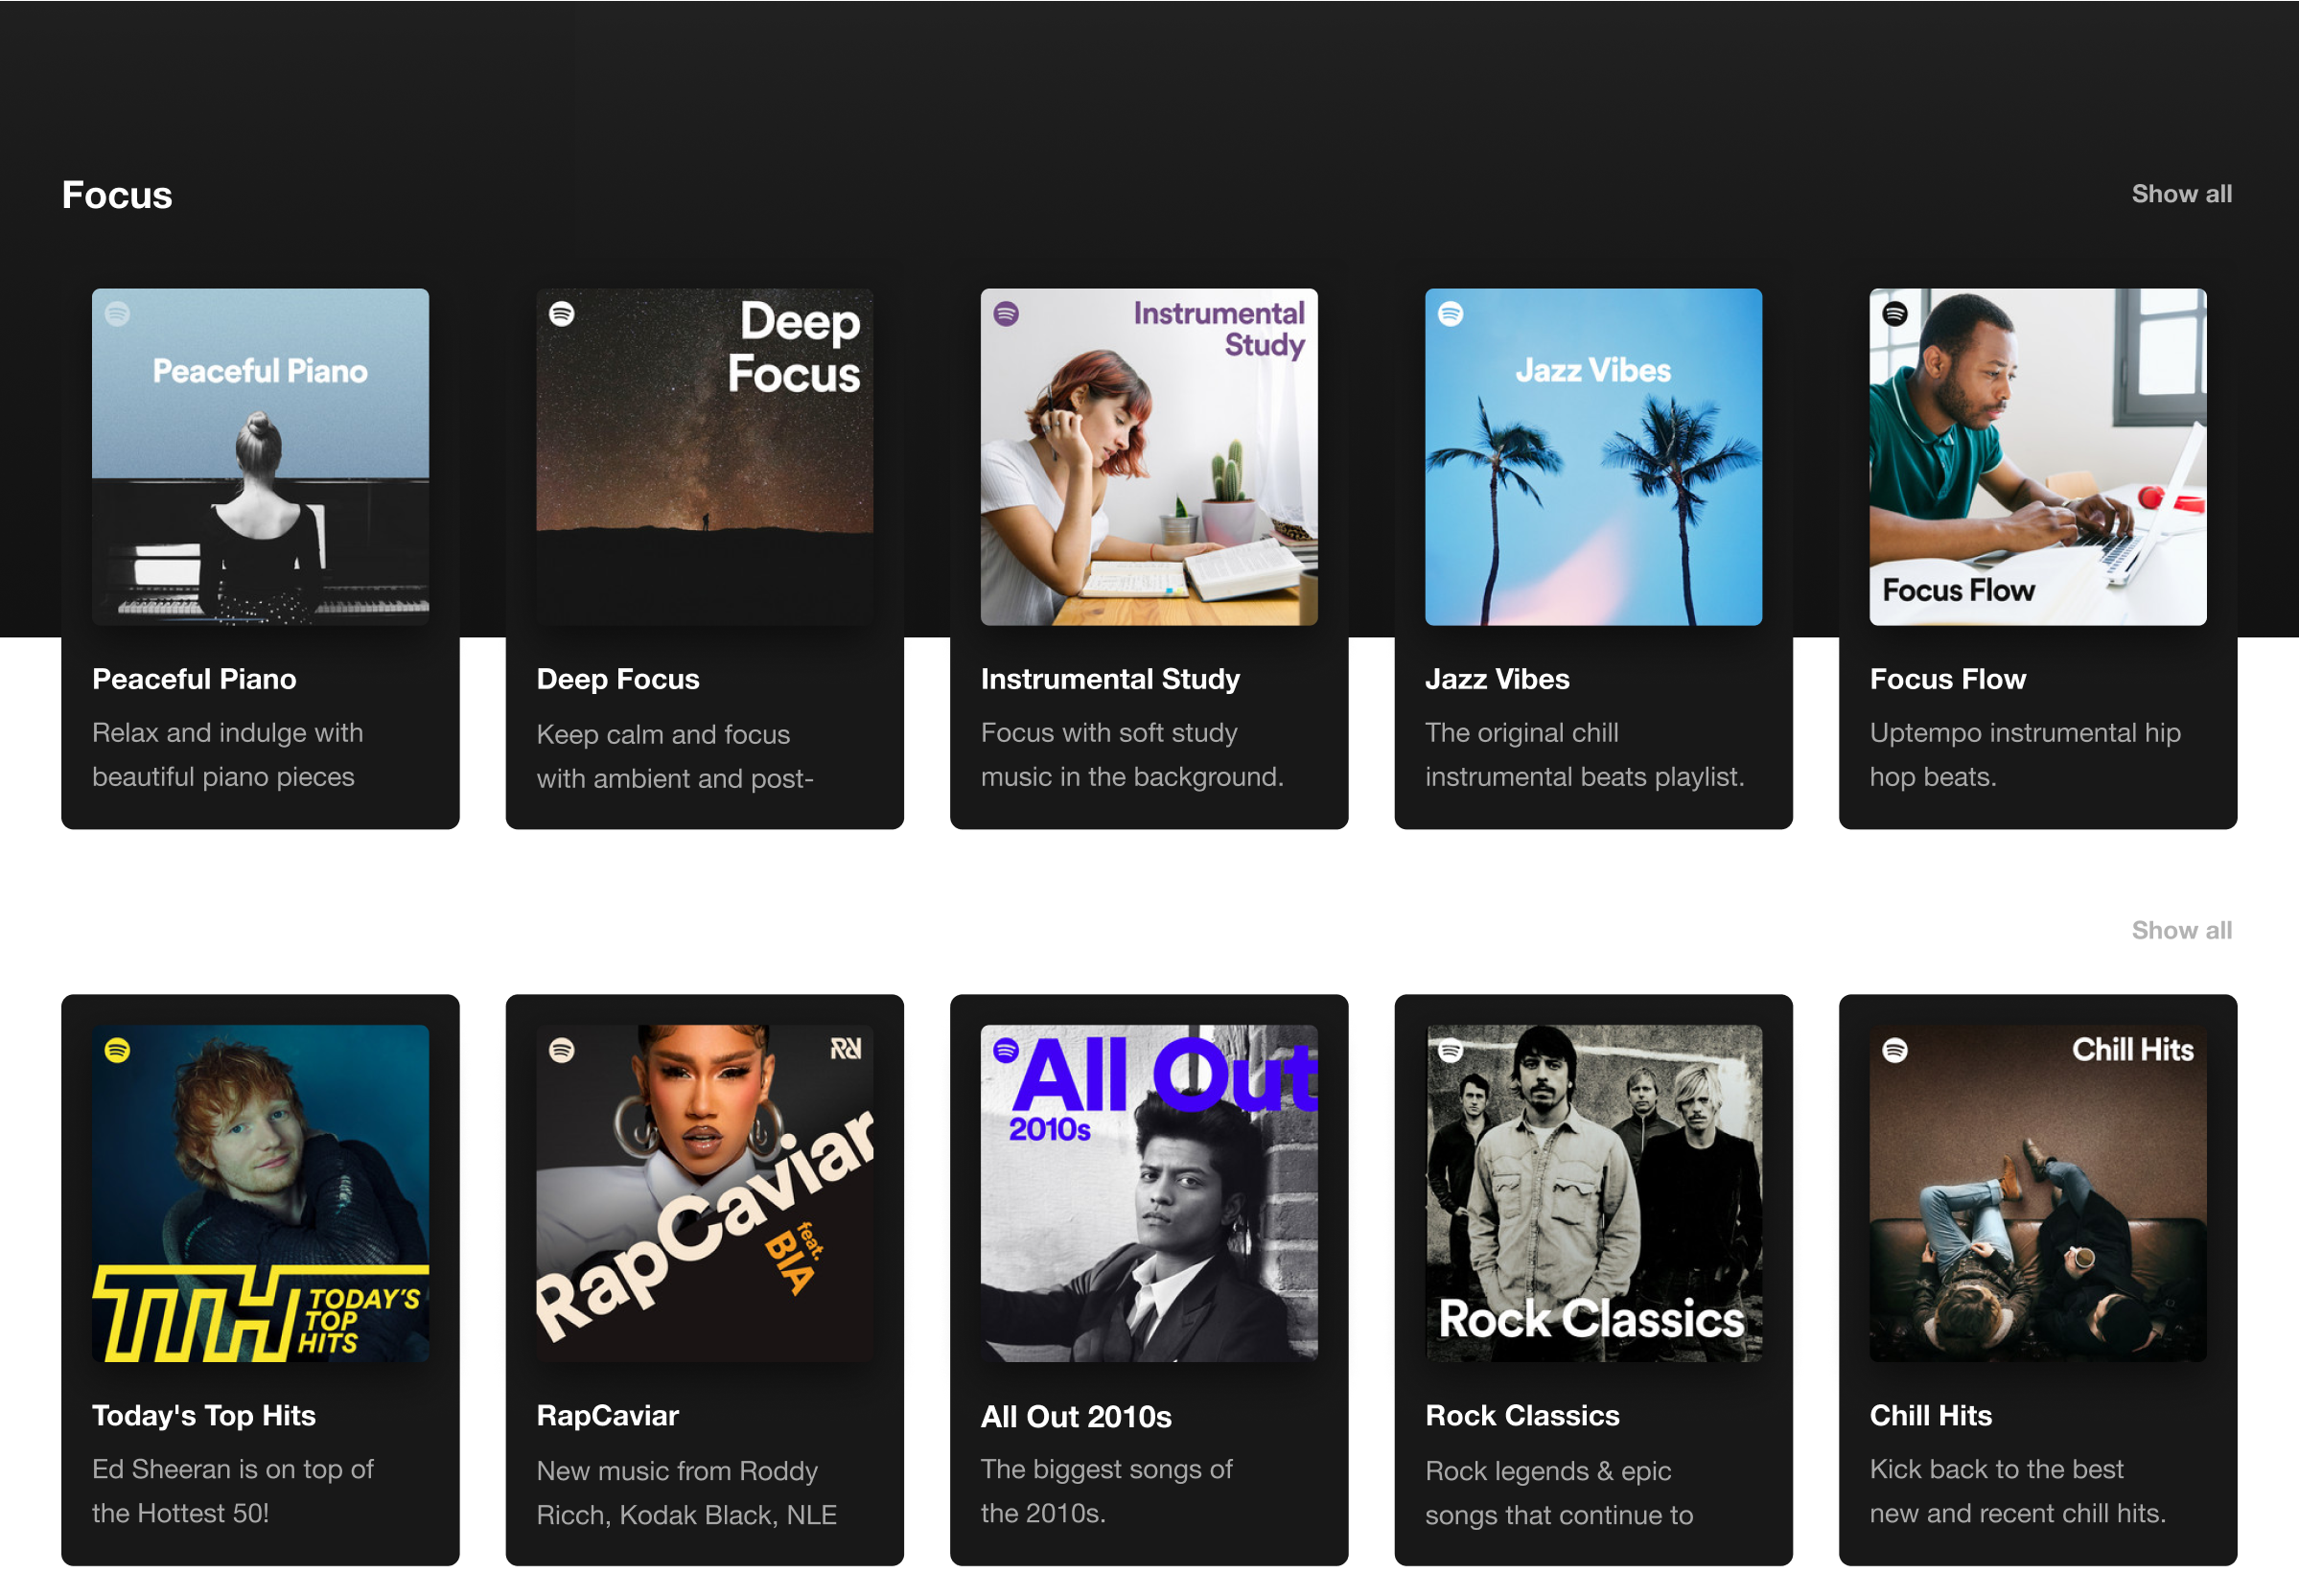 Focus
Show all
Peaceful Piano
Deep
Focus
Instrumental
Study
Jazz Vibes
Focus Flow
Peaceful Piano
Relax and indulge with
beautiful piano pieces
Deep Focus
Keep calm and focus
with ambient and post-
Instrumental Study
Focus with soft study
music in the background.
Jazz Vibes
The original chill
instrumental beats playlist.
Focus Flow
Uptempo instrumental hip
hop beats.
Show all
TTH
TODAY'S
TOP
HITS
RapCaviar
feat.
BIA
All Out
2010s
Rock Classics
Chill Hits
Today's Top Hits
Ed Sheeran is on top of
the Hottest 50!
RapCaviar
New music from Roddy
Ricch, Kodak Black, NLE
All Out 2010s
The biggest songs of
the 2010s.
Rock Classics
Rock legends & epic
songs that continue to
Chill Hits
Kick back to the best
new and recent chill hits.